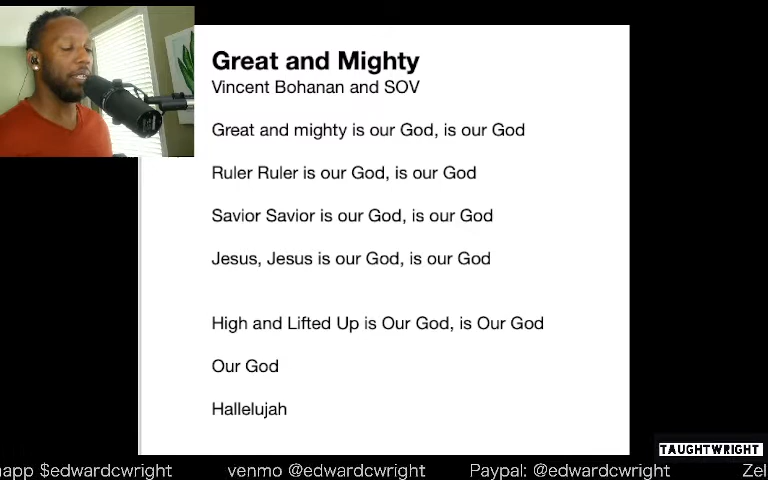 Great and Mighty
Vincent Bohanan and SOV
Great and mighty is our God, is our God
Ruler Ruler is our God, is our God
Savior Savior is our God, is our God
Jesus, Jesus is our God, is our God
High and Lifted Up is Our God, is Our God
Our God
Hallelujah
TAUGHTWRIGHT
app $edwardcwright venmo @edwardcwright Paypal: @edwardcwright Zel